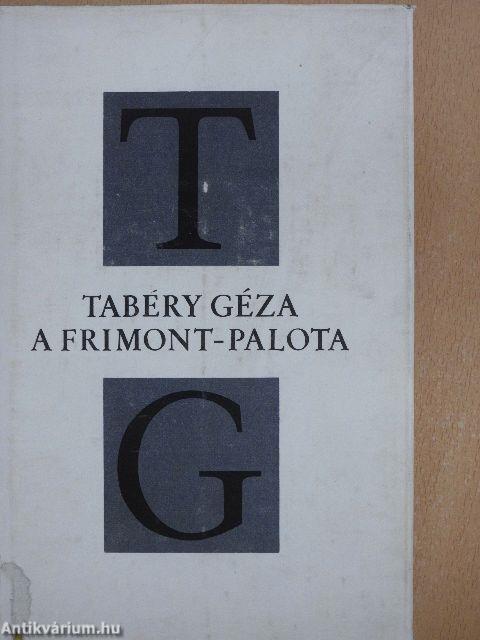 T
TABÉRY GÉZA
A FRIMONT-PALOTA
G
Antikvárium.hu